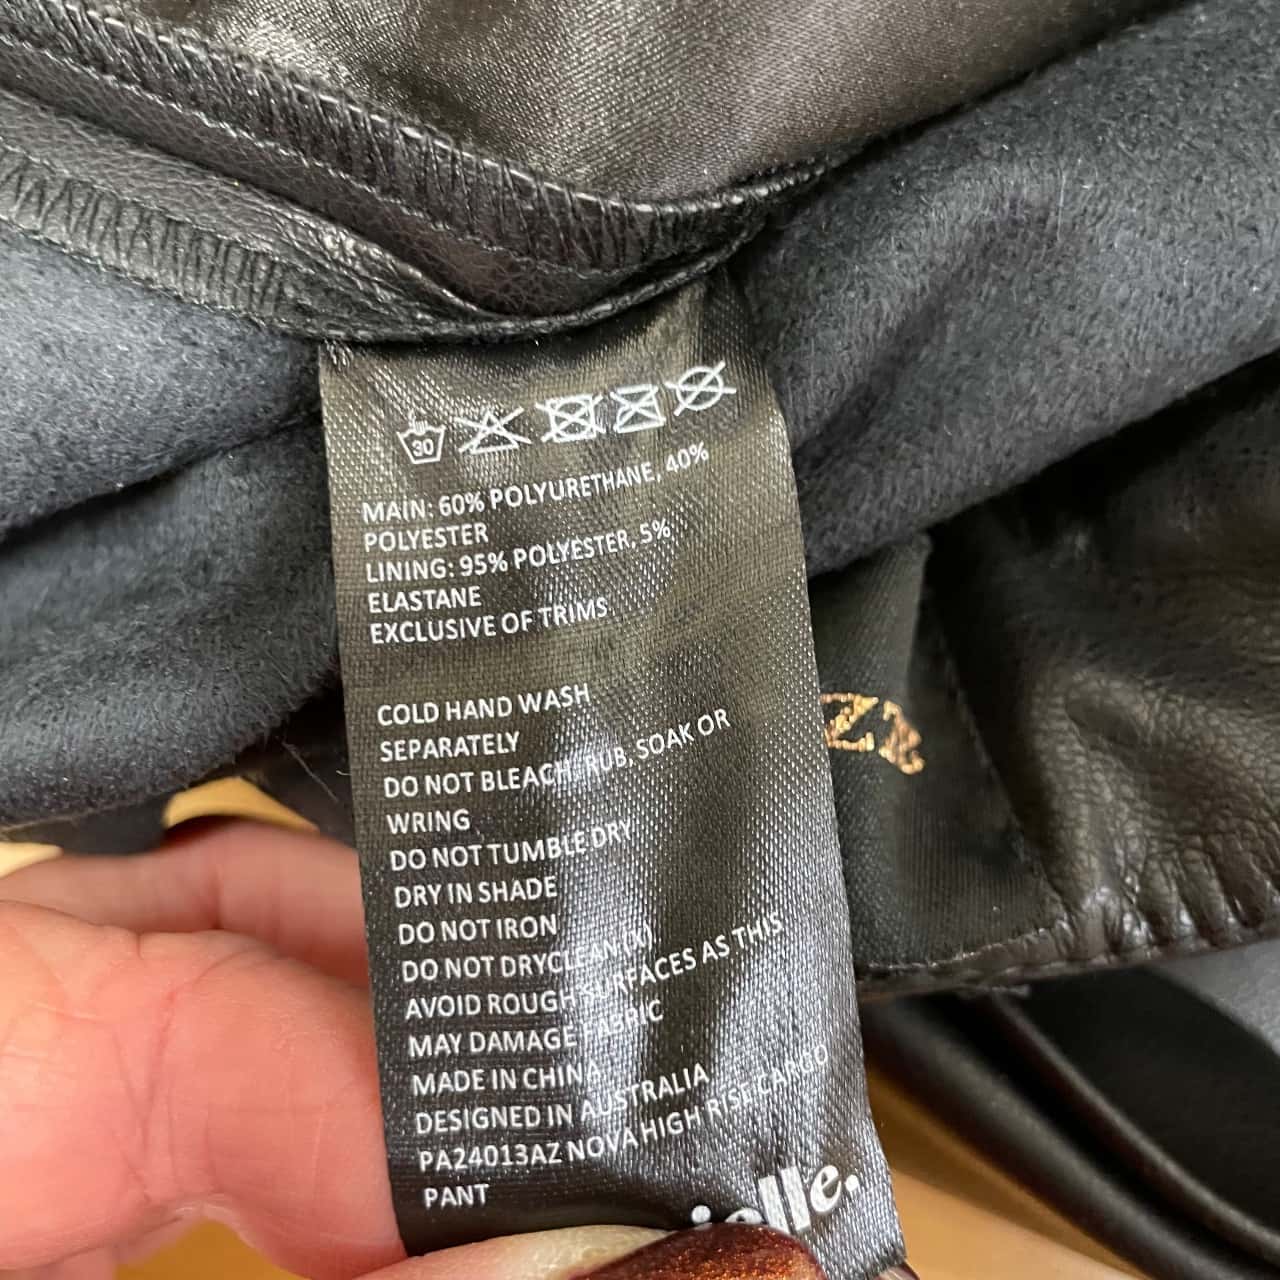 30
MAIN: 60% POLYURETHANE, 40%
POLYESTER
LINING: 95% POLYESTER, 5%
ELASTANE
EXCLUSIVE OF TRIMS
COLD HAND WASH
SEPARATELY
DO NOT BLEACH, RUB, SOAK OR
WRING
DO NOT TUMBLE DRY
DRY IN SHADE
DO NOT IRON
DO NOT DRYCLEAN (X)
AVOID ROUGH SURFACES AS THIS
MAY DAMAGE FABRIC
MADE IN CHINA
DESIGNED IN AUSTRALIA
PA24013AZ NOVA HIGH RISE CARGO
PANT